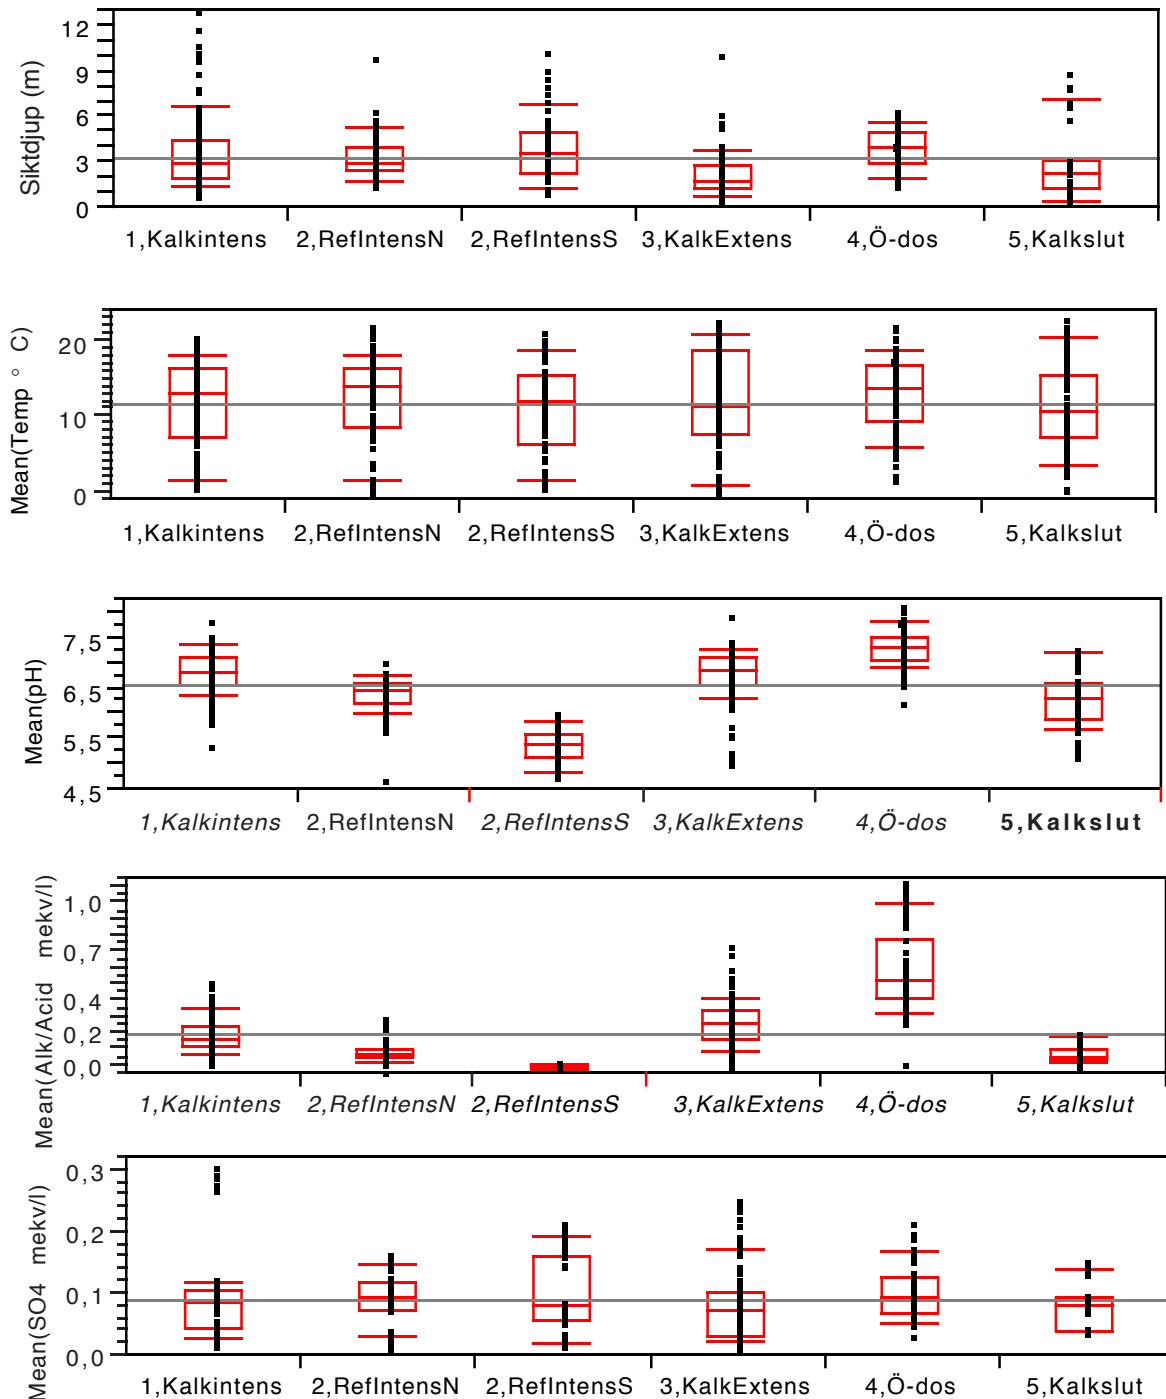 Siktdjup (m)
12
9
6
3
0
1,Kalkintens 2,RefIntensN 2,RefIntensS 3,KalkExtens 4,Ö-dos 5,Kalkslut
Mean(Temp ° C)
20
10
0
1,Kalkintens 2,RefIntensN 2,RefIntensS 3,KalkExtens 4,Ö-dos 5,Kalkslut
Mean(pH)
7,5
6,5
5,5
4,5
1,Kalkintens 2,RefIntensN 2,RefIntensS 3,KalkExtens 4,Ö-dos 5,Kalkslut
Mean(Alk/Acid mekv/l)
1,0
0,7
0,4
0,2
0,0
1,Kalkintens 2,RefIntensN 2,RefIntensS 3,KalkExtens 4,Ö-dos 5,Kalkslut
Mean(SO4 mekv/l)
0,3
0,2
0,1
0,0
1,Kalkintens 2,RefIntensN 2,RefIntensS 3,KalkExtens 4,Ö-dos 5,Kalkslut